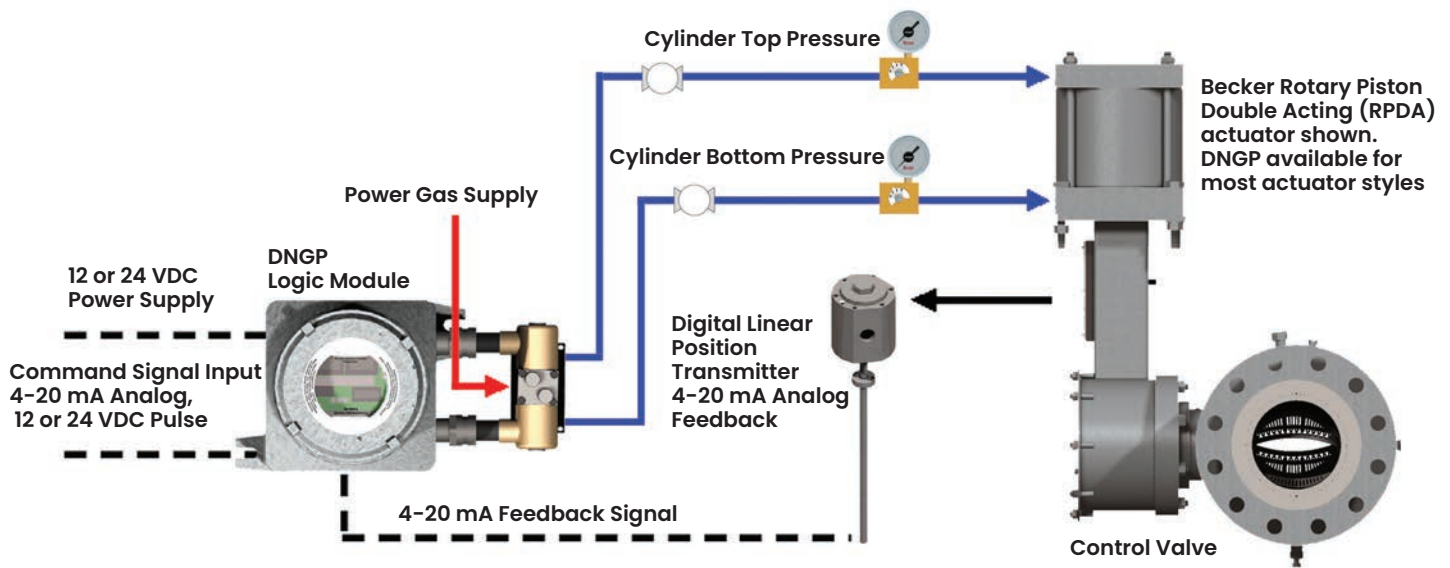 Cylinder Top Pressure
Becker Rotary Piston
Double Acting (RPDA)
actuator shown.
DNGP available for
most actuator styles
Cylinder Bottom Pressure
Power Gas Supply
DNGP
Logic Module
12 or 24 VDC
Power Supply
Command Signal Input
4-20 mA Analog,
12 or 24 VDC Pulse
Digital Linear
Position
Transmitter
4-20 mA Analog
Feedback
4-20 mA Feedback Signal
Control Valve